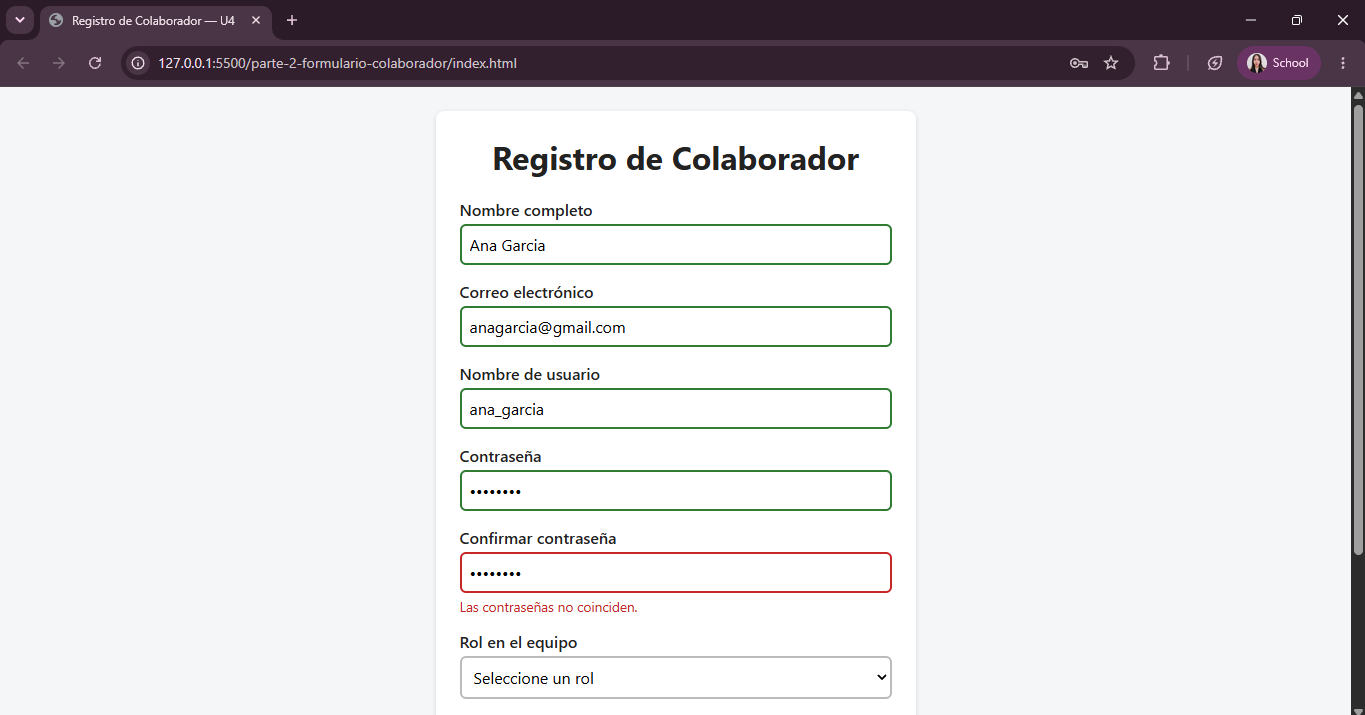 Registro de Colaborador — U4
127.0.0.1:5500/parte-2-formulario-colaborador/index.html
School
Registro de Colaborador
Nombre completo
Ana Garcia
Correo electrónico
anagarcia@gmail.com
Nombre de usuario
ana_garcia
Contraseña
••••••••
Confirmar contraseña
••••••••
Las contraseñas no coinciden.
Rol en el equipo
Seleccione un rol